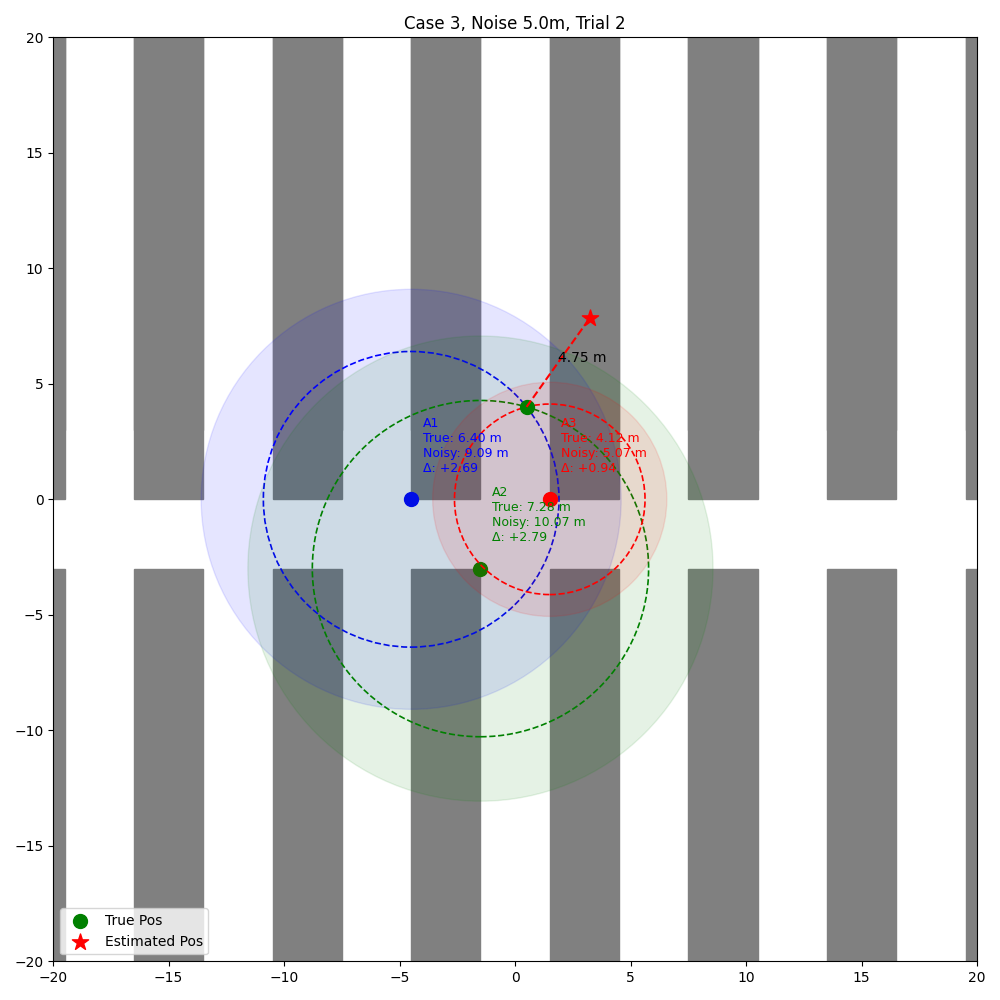 Case 3, Noise 5.0m, Trial 2
20
15
10
5
0
−5
−10
−15
−20
4.75 m
A1
True: 6.40 m
Noisy: 9.09 m
Δ: +2.69
A3
True: 4.12 m
Noisy: 5.07 m
Δ: +0.94
A2
True: 7.28 m
Noisy: 10.07 m
Δ: +2.79
True Pos
Estimated Pos
−20 −15 −10 −5 0 5 10 15 20